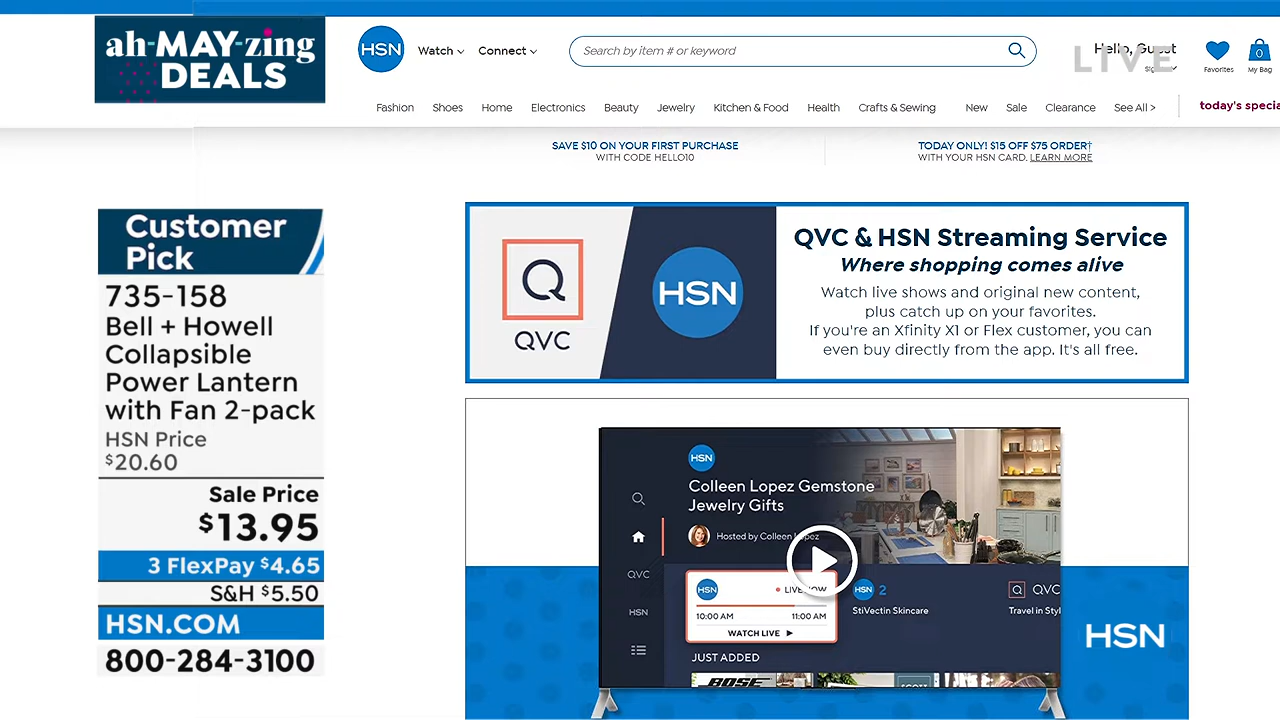 ah-MAY-zing
DEALS
HSN
Watch
Connect
Search by item # or keyword
Hello, Guest
LIVE
Favorites
0
My Bag
Fashion
Shoes
Home
Electronics
Beauty
Jewelry
Kitchen & Food
Health
Crafts & Sewing
New
Sale
Clearance
See All >
today's specia
SAVE $10 ON YOUR FIRST PURCHASE
WITH CODE HELLO10
TODAY ONLY! $15 OFF $75 ORDER†
WITH YOUR HSN CARD. LEARN MORE
Customer
Pick
735-158
Bell + Howell
Collapsible
Power Lantern
with Fan 2-pack
HSN Price
$20.60
Sale Price
$13.95
3 FlexPay $4.65
S&H $5.50
HSN.COM
800-284-3100
Q
QVC
HSN
QVC & HSN Streaming Service
Where shopping comes alive
Watch live shows and original new content,
plus catch up on your favorites.
If you're an Xfinity X1 or Flex customer, you can
even buy directly from the app. It's all free.
HSN
Colleen Lopez Gemstone
Jewelry Gifts
Hosted by Colleen Lopez
QVC
HSN
HSN
LIVE NOW
10:00 AM
11:00 AM
WATCH LIVE
HSN 2
StiVectin Skincare
Q QVC
Travel in Styl
JUST ADDED
BOSE
HSN